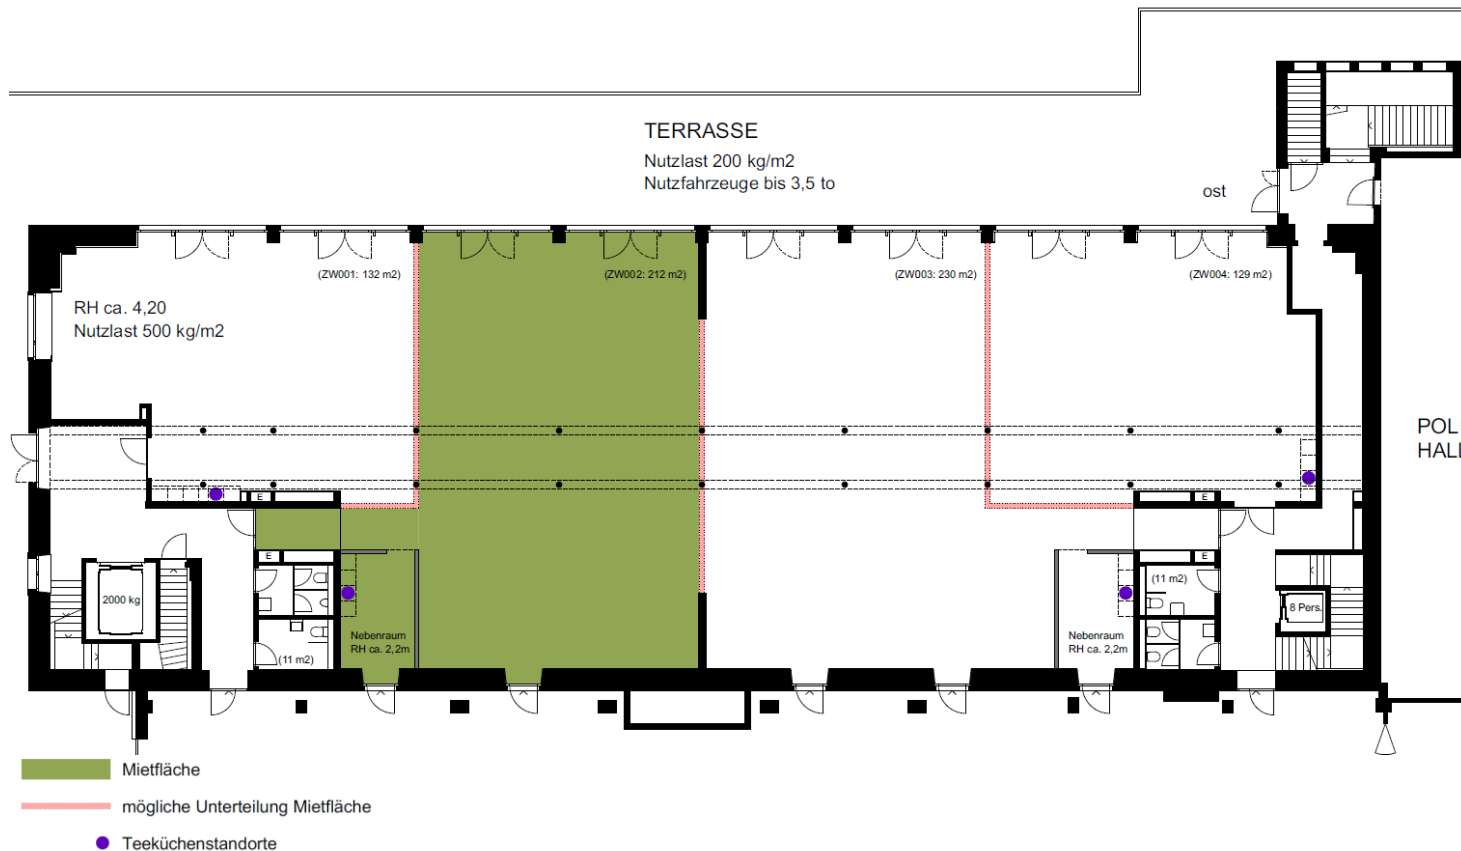 TERRASSE
Nutzlast 200 kg/m2
Nutzfahrzeuge bis 3,5 to
ost
(ZW001: 132 m2)
(ZW002: 212 m2)
(ZW003: 230 m2)
(ZW004: 129 m2)
RH ca. 4,20
Nutzlast 500 kg/m2
POL
HALL
E
E
E
E
2000 kg
(11 m2)
8 Pers.
Nebenraum
RH ca. 2,2m
Nebenraum
RH ca. 2,2m
(11 m2)
Mietfläche
mögliche Unterteilung Mietfläche
Teeküchenstandorte